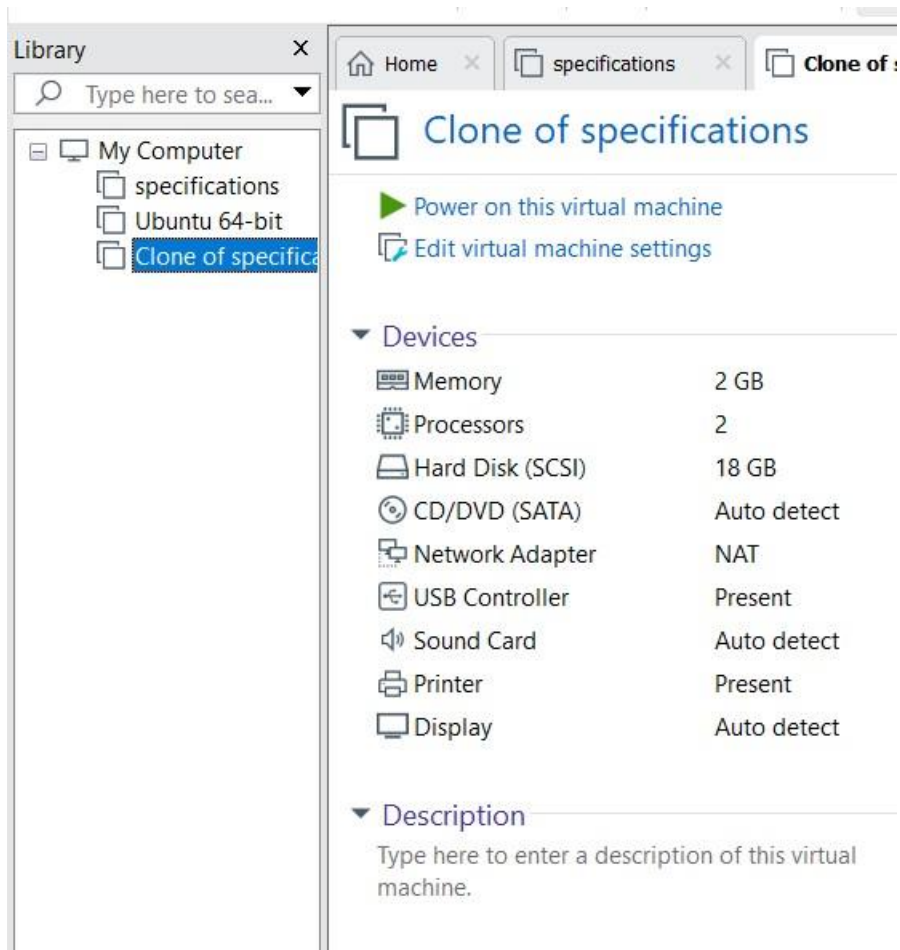 Library
Type here to sea...
My Computer
specifications
Ubuntu 64-bit
Clone of specifica
Home
specifications
Clone of s
Clone of specifications
Power on this virtual machine
Edit virtual machine settings
Devices
Memory 2 GB
Processors 2
Hard Disk (SCSI) 18 GB
CD/DVD (SATA) Auto detect
Network Adapter NAT
USB Controller Present
Sound Card Auto detect
Printer Present
Display Auto detect
Description
Type here to enter a description of this virtual
machine.